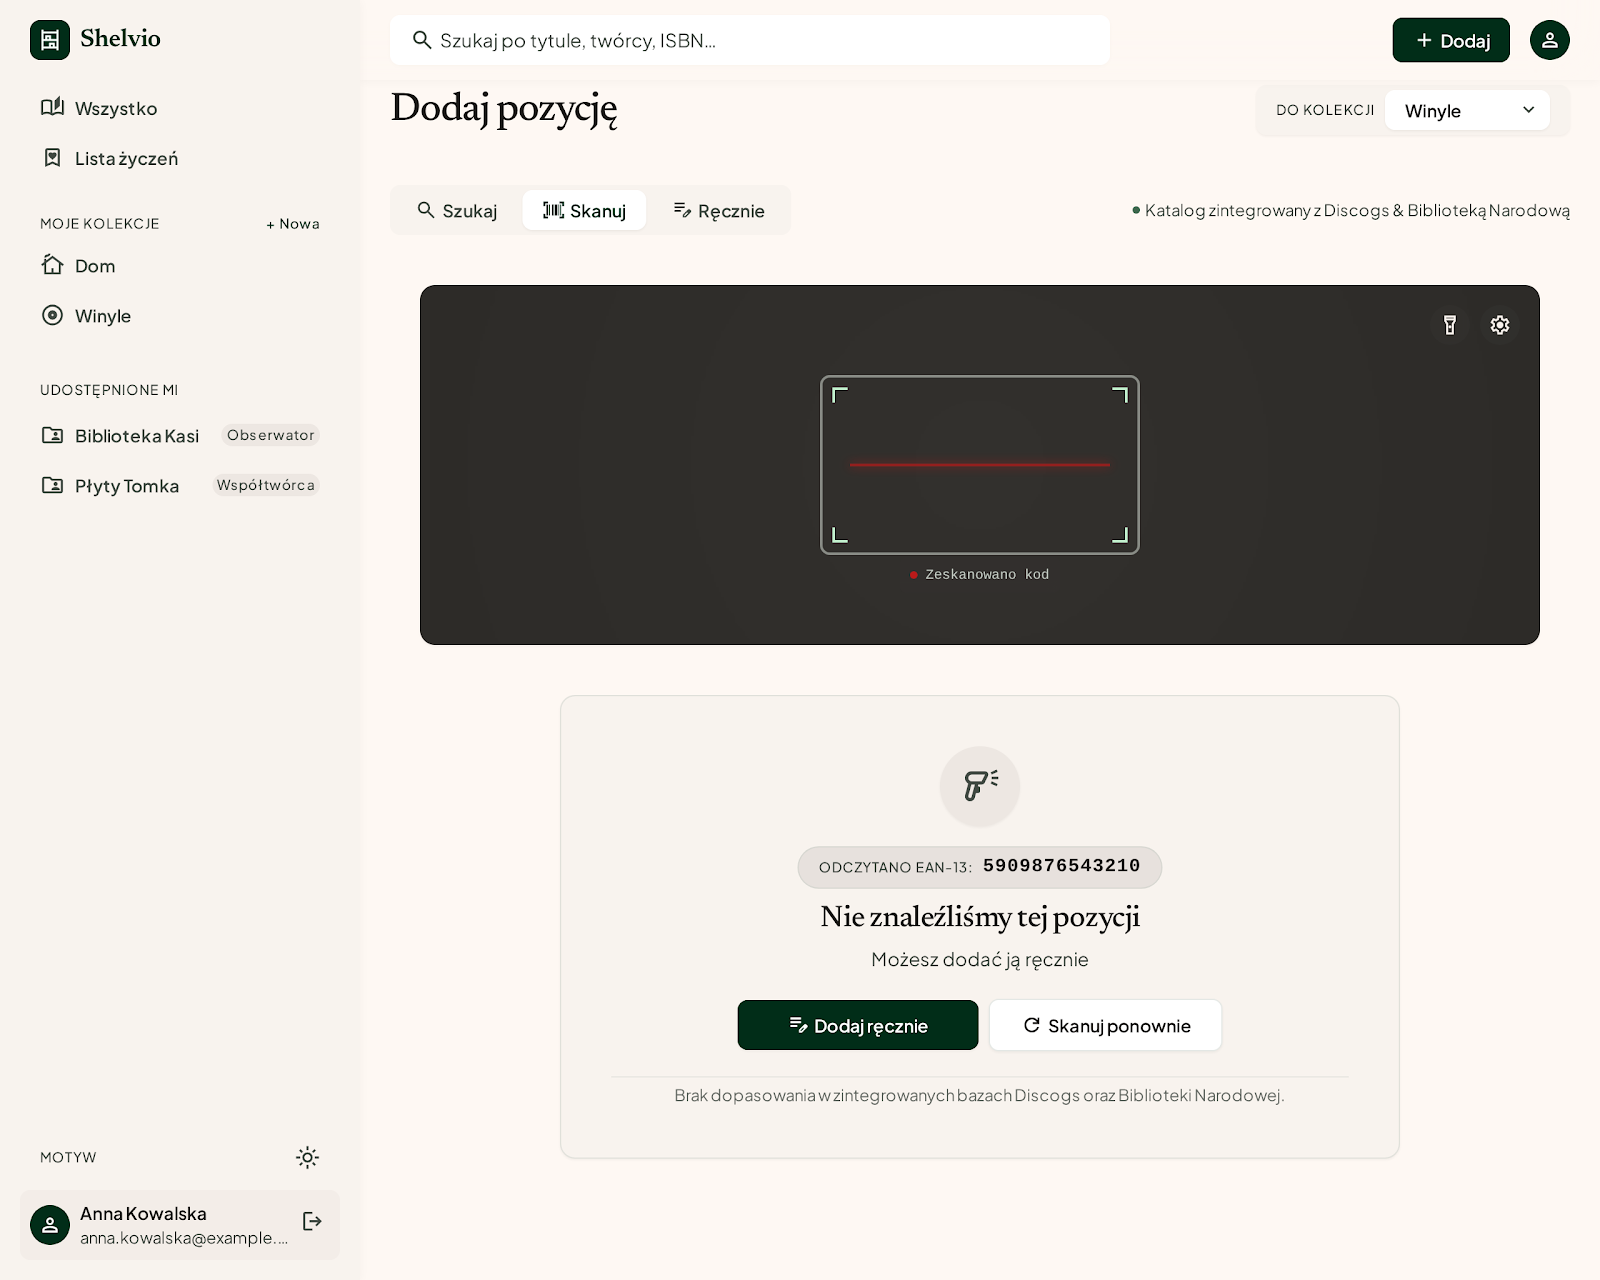 Shelvio
Szukaj po tytule, twórcy, ISBN...
+ Dodaj
Wszystko
Lista życzeń
MOJE KOLEKCJE
+ Nowa
Dom
Winyle
UDOSTĘPNIONE MI
Biblioteka Kasi
Obserwator
Płyty Tomka
Współtwórca
MOTYW
Anna Kowalska
anna.kowalska@example....
Dodaj pozycję
DO KOLEKCJI
Winyle
Szukaj
Skanuj
Ręcznie
Katalog zintegrowany z Discogs & Biblioteką Narodową
Zeskanowano kod
ODCZYTANO EAN-13: 5909876543210
Nie znaleźliśmy tej pozycji
Możesz dodać ją ręcznie
Dodaj ręcznie
Skanuj ponownie
Brak dopasowania w zintegrowanych bazach Discogs oraz Biblioteki Narodowej.